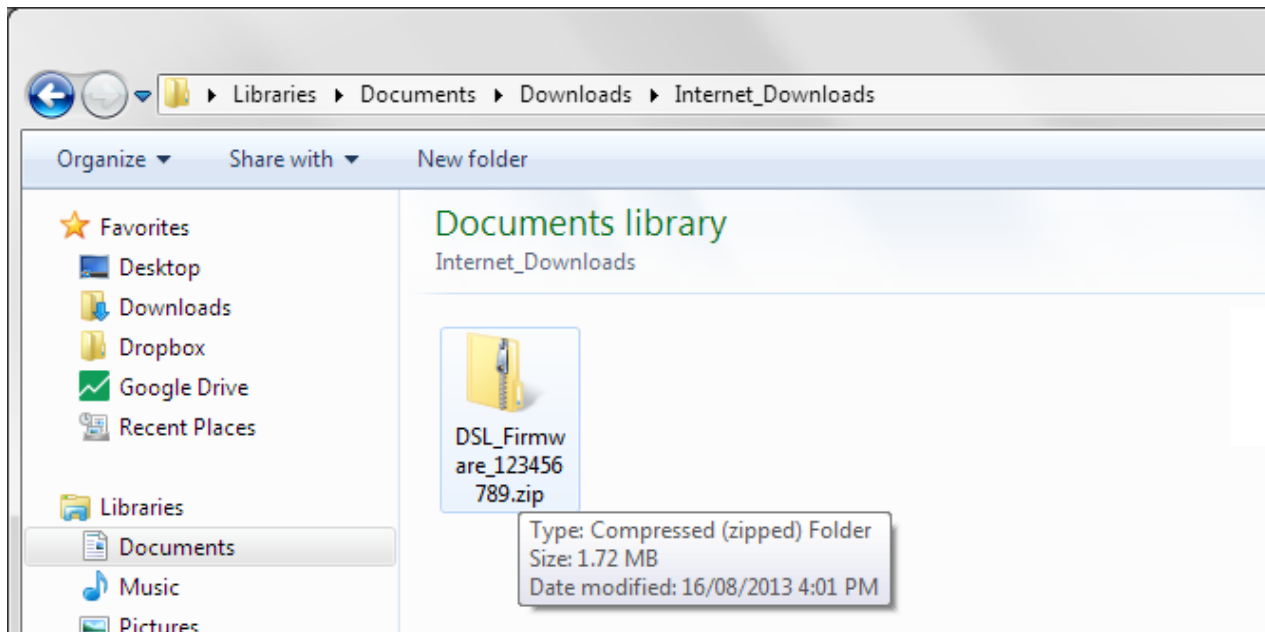 Libraries Documents Downloads Internet_Downloads
Organize Share with New folder
Favorites
Desktop
Downloads
Dropbox
Google Drive
Recent Places
Libraries
Documents
Music
Pictures
Documents library
Internet_Downloads
DSL_Firmw
are_123456
789.zip
Type: Compressed (zipped) Folder
Size: 1.72 MB
Date modified: 16/08/2013 4:01 PM